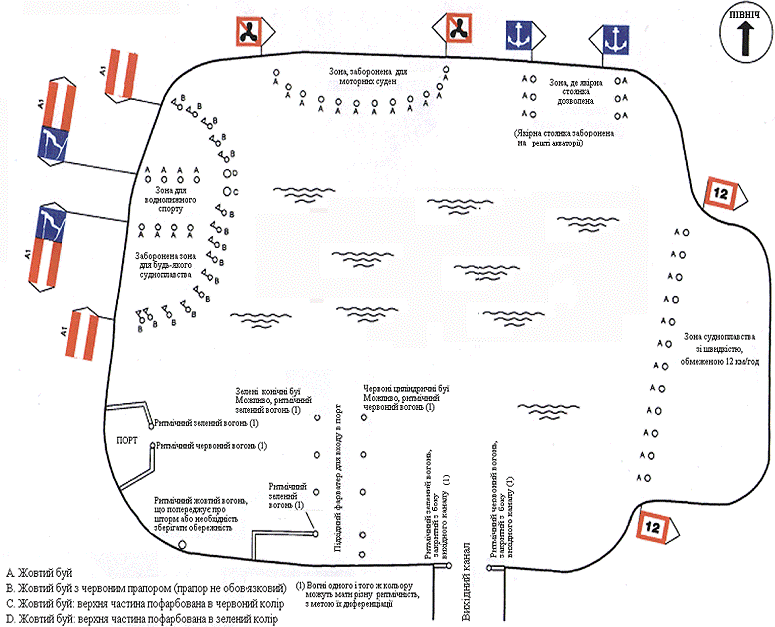 ПІВНІЧ
Зона, заборонена для
моторних суден
Зона, де якірна
стоянка
дозволена
(Якірна стоянка заборонена
на решті акваторії)
A1
A1
A1
A1
12
12
Зона для
воднолижного
спорту
Заборонена зона
для будь-якого
судноплавства
Зона судноплавства
зі швидкістю,
обмеженою 12 км/год
Зелені конічні буї
Можливо, ритмічний
зелений вогонь (1)
Червоні циліндричні буї
Можливо, ритмічний
червоний вогонь (1)
Ритмічний зелений вогонь (1)
ПОРТ
Ритмічний червоний вогонь (1)
Ритмічний жовтий вогонь,
що попереджує про
шторм або необхідність
зберігати обережність
Ритмічний
зелений
вогонь (1)
Підхідний фарватер для входу в порт
Ритмічний зелений вогонь,
закритий з боку
вихідного каналу (1)
Ритмічний червоний вогонь,
закритий з боку
вихідного каналу (1)
Вихідний канал
A. Жовтий буй
B. Жовтий буй з червоним прапором (прапор не обов'язковий)
C. Жовтий буй: верхня частина пофарбована в червоний колір
D. Жовтий буй: верхня частина пофарбована в зелений колір
(1) Вогні одного і того ж кольору
можуть мати різну ритмічність,
з метою їх диференціації